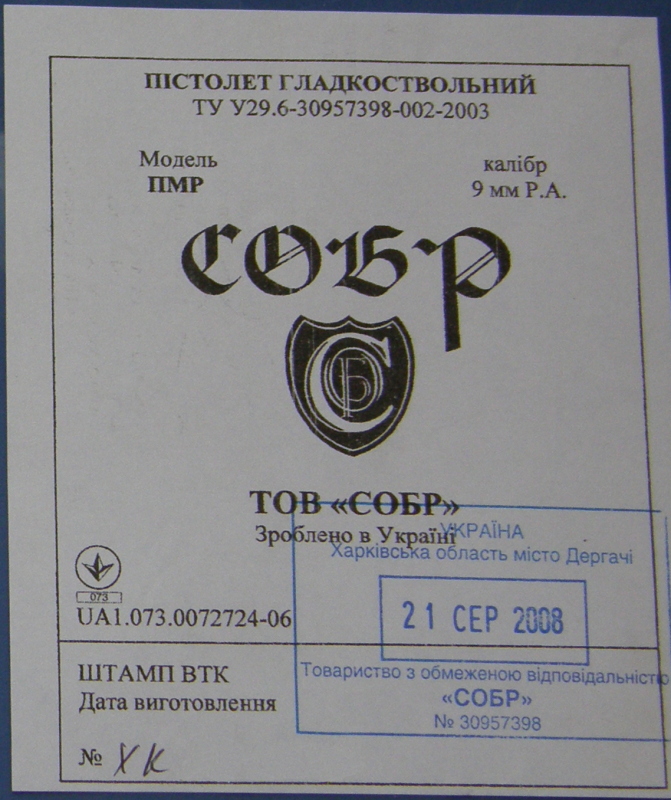 ПІСТОЛЕТ ГЛАДКОСТВОЛЬНИЙ
ТУ У29.6-30957398-002-2003
Модель калібр
ПМР 9 мм Р.А.
СОБР
СОБР
ТОВ «СОБР»
Зроблено в Україні
УКРАЇНА
Харківська область місто Дергачі
073
21 СЕР 2008
UA1.073.0072724-06
ШТАМП ВТК
Товариство з обмеженою відповідальністю
Дата виготовлення
«СОБР»
№ 30957398
№ ХК